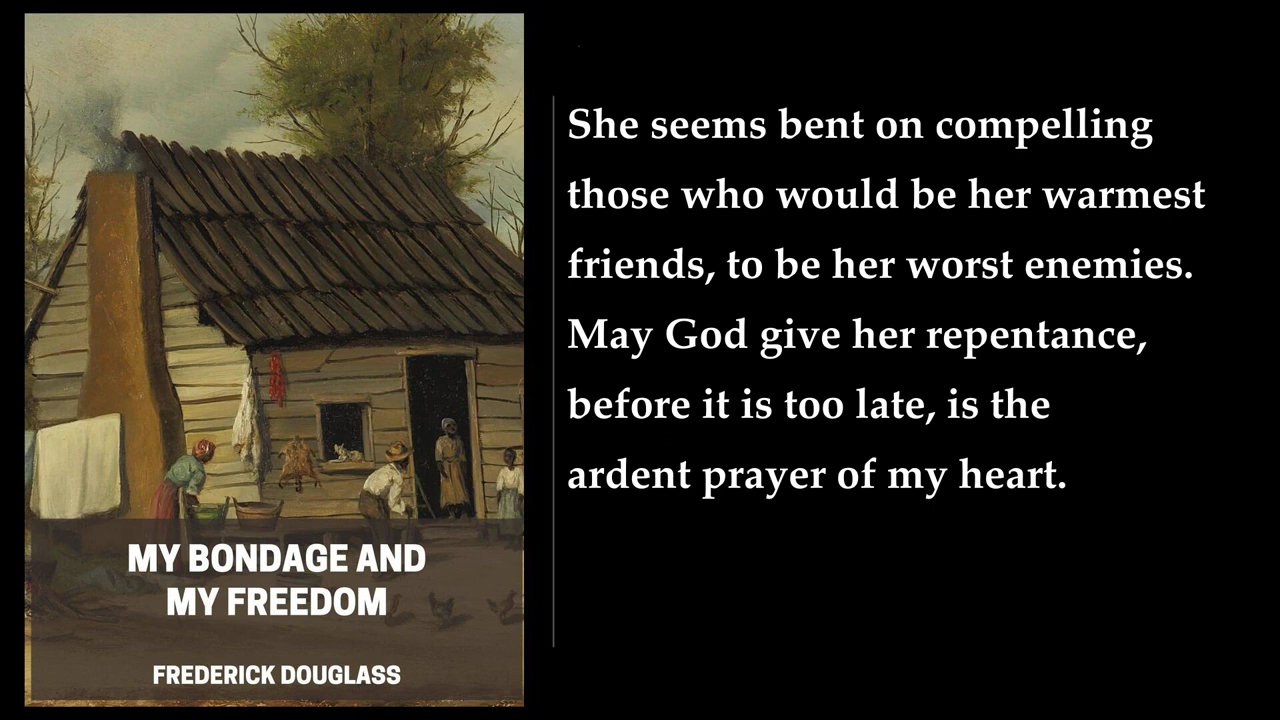 MY BONDAGE AND
MY FREEDOM
FREDERICK DOUGLASS
She seems bent on compelling
those who would be her warmest
friends, to be her worst enemies.
May God give her repentance,
before it is too late, is the
ardent prayer of my heart.